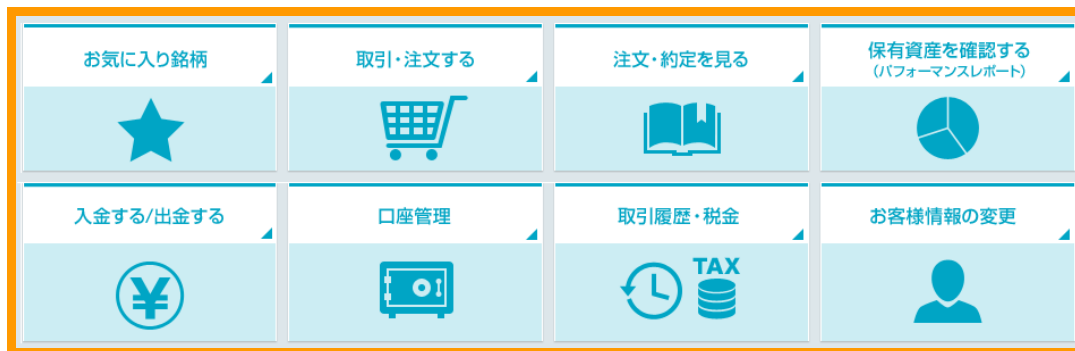 お気に入り銘柄
取引・注文する
注文・約定を見る
保有資産を確認する
(パフォーマンスレポート)
入金する/出金する
口座管理
取引履歴・税金
お客様情報の変更
¥
TAX